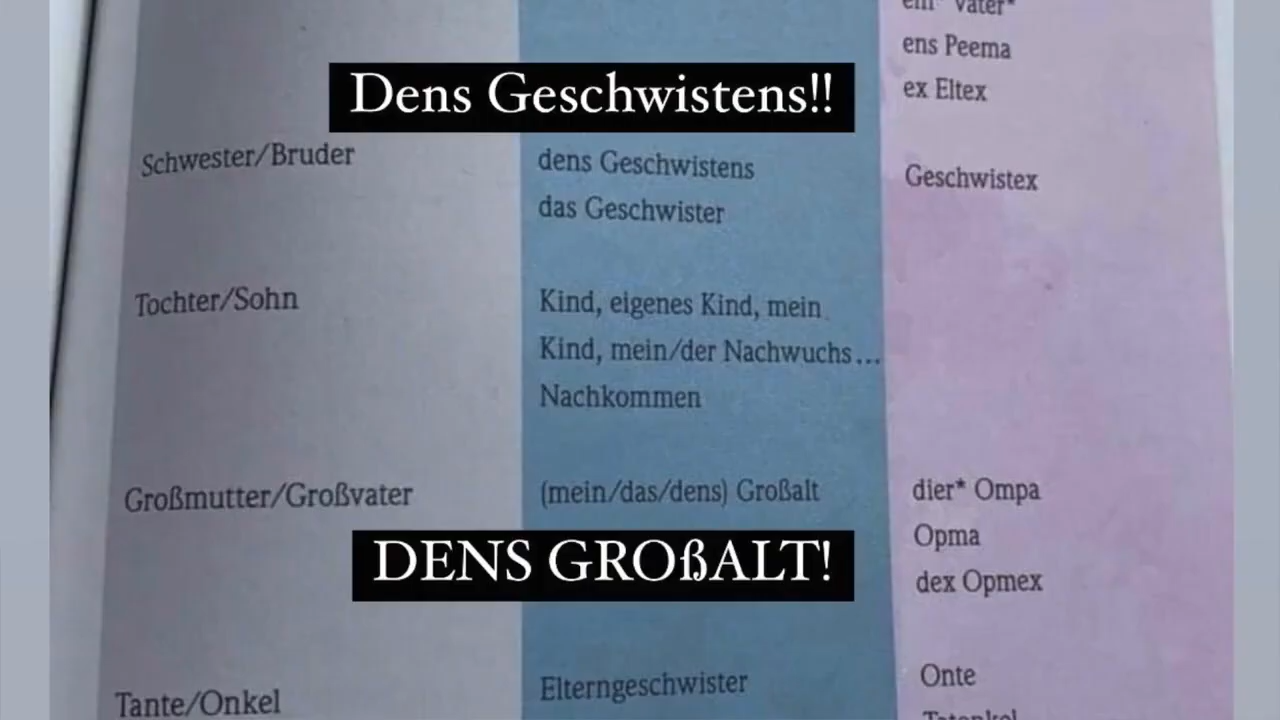 ein* Vater*
ens Peema
ex Eltex
Dens Geschwistens!!
Schwester/Bruder
dens Geschwistens
das Geschwister
Geschwistex
Tochter/Sohn
Kind, eigenes Kind, mein
Kind, mein/der Nachwuchs...
Nachkommen
Großmutter/Großvater
(mein/das/dens) Großalt
dier* Ompa
Opma
dex Opmex
DENS GROßALT!
Tante/Onkel
Elterngeschwister
Onte